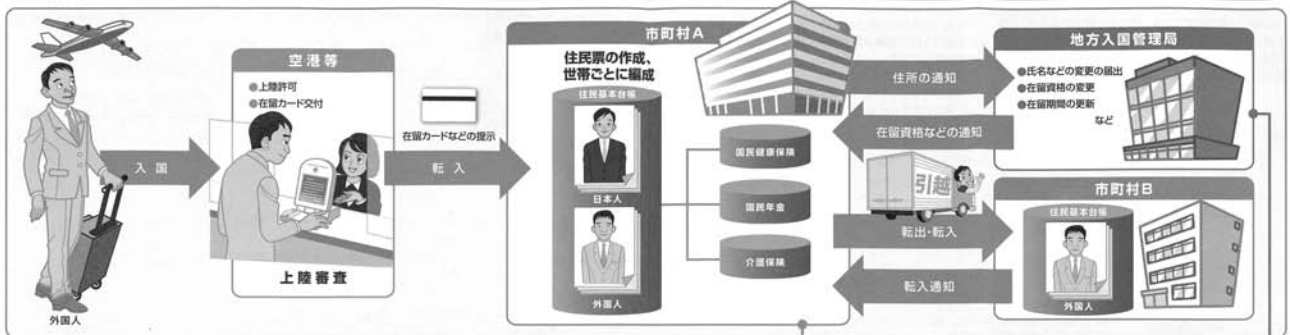 外国人
入国
空港等
●上陸許可
●在留カード交付
上陸審査
在留カードなどの提示
転入
市町村A
住民票の作成、
世帯ごとに編成
住民基本台帳
日本人
外国人
国民健康保険
国民年金
介護保険
住所の通知
在留資格などの通知
地方入国管理局
●氏名などの変更の届出
●在留資格の変更
●在留期間の更新
など
引越
転出・転入
転入通知
市町村B
住民基本台帳
外国人